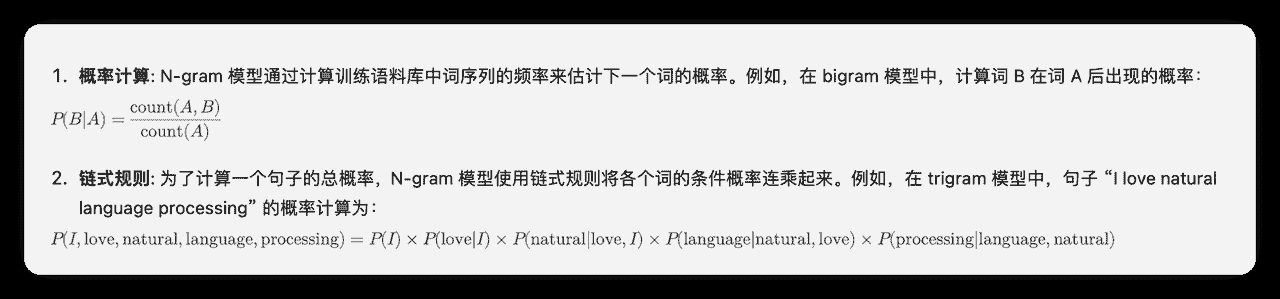 1. 概率计算: N-gram 模型通过计算训练语料库中词序列的频率来估计下一个词的概率。例如，在 bigram 模型中，计算词 B 在词 A 后出现的概率：
P(B|A) = count(A, B) / count(A)
2. 链式规则: 为了计算一个句子的总概率，N-gram 模型使用链式规则将各个词的条件概率连乘起来。例如，在 trigram 模型中，句子 “I love natural
language processing” 的概率计算为：
P(I, love, natural, language, processing) = P(I) × P(love|I) × P(natural|love, I) × P(language|natural, love) × P(processing|language, natural)